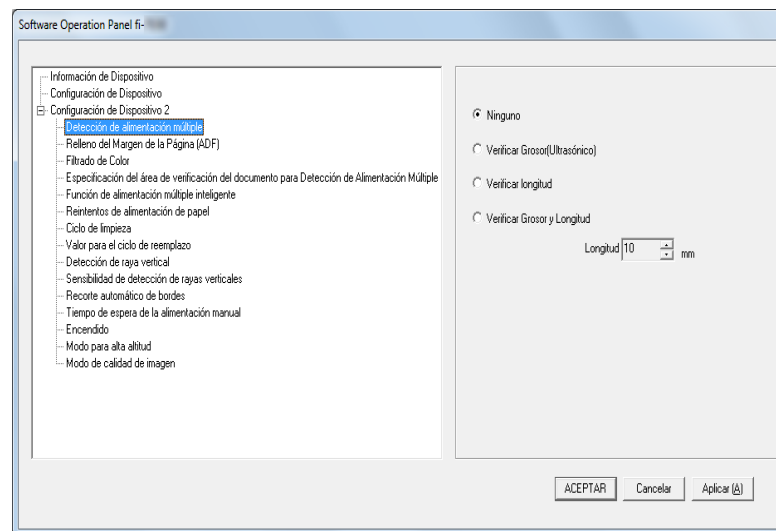 Software Operation Panel fi-
Información de Dispositivo
Configuración de Dispositivo
Configuración de Dispositivo 2
Detección de alimentación múltiple
Relleno del Margen de la Página (ADF)
Filtrado de Color
Especificación del área de verificación del documento para Detección de Alimentación Múltiple
Función de alimentación múltiple inteligente
Reintentos de alimentación de papel
Ciclo de limpieza
Valor para el ciclo de reemplazo
Detección de raya vertical
Sensibilidad de detección de rayas verticales
Recorte automático de bordes
Tiempo de espera de la alimentación manual
Encendido
Modo para alta altitud
Modo de calidad de imagen
Ninguno
Verificar Grosor(Ultrasónico)
Verificar longitud
Verificar Grosor y Longitud
Longitud 10 mm
ACEPTAR Cancelar Aplicar (A)